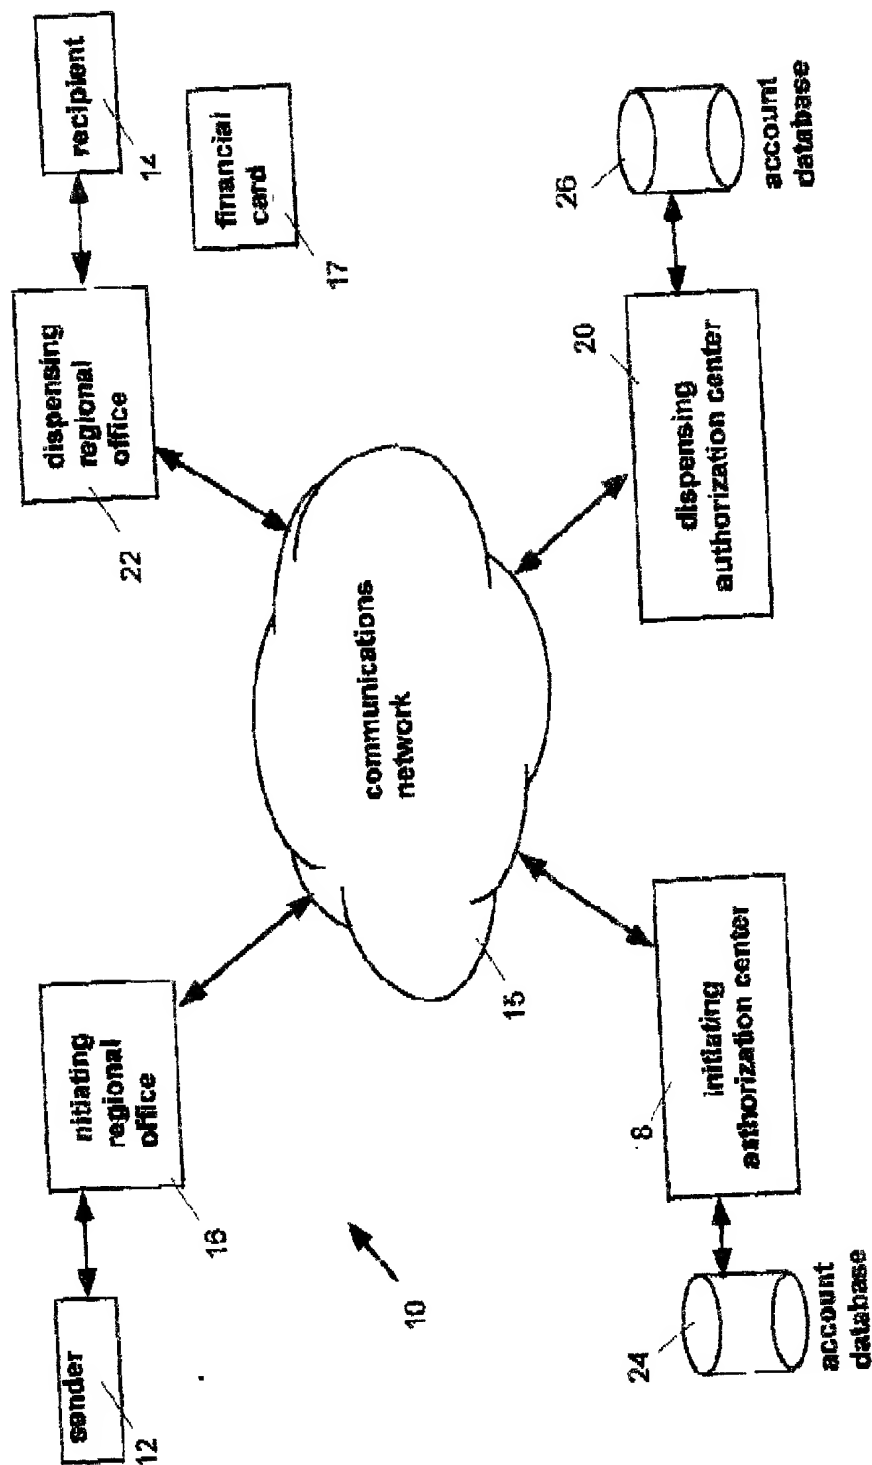 sender
12
nitiating
regional
office
16
dispensing
regional
office
22
recipient
14
financial
card
17
communications
network
15
10
24
account
database
8
initiating
authorization center
20
dispensing
authorization center
26
account
database